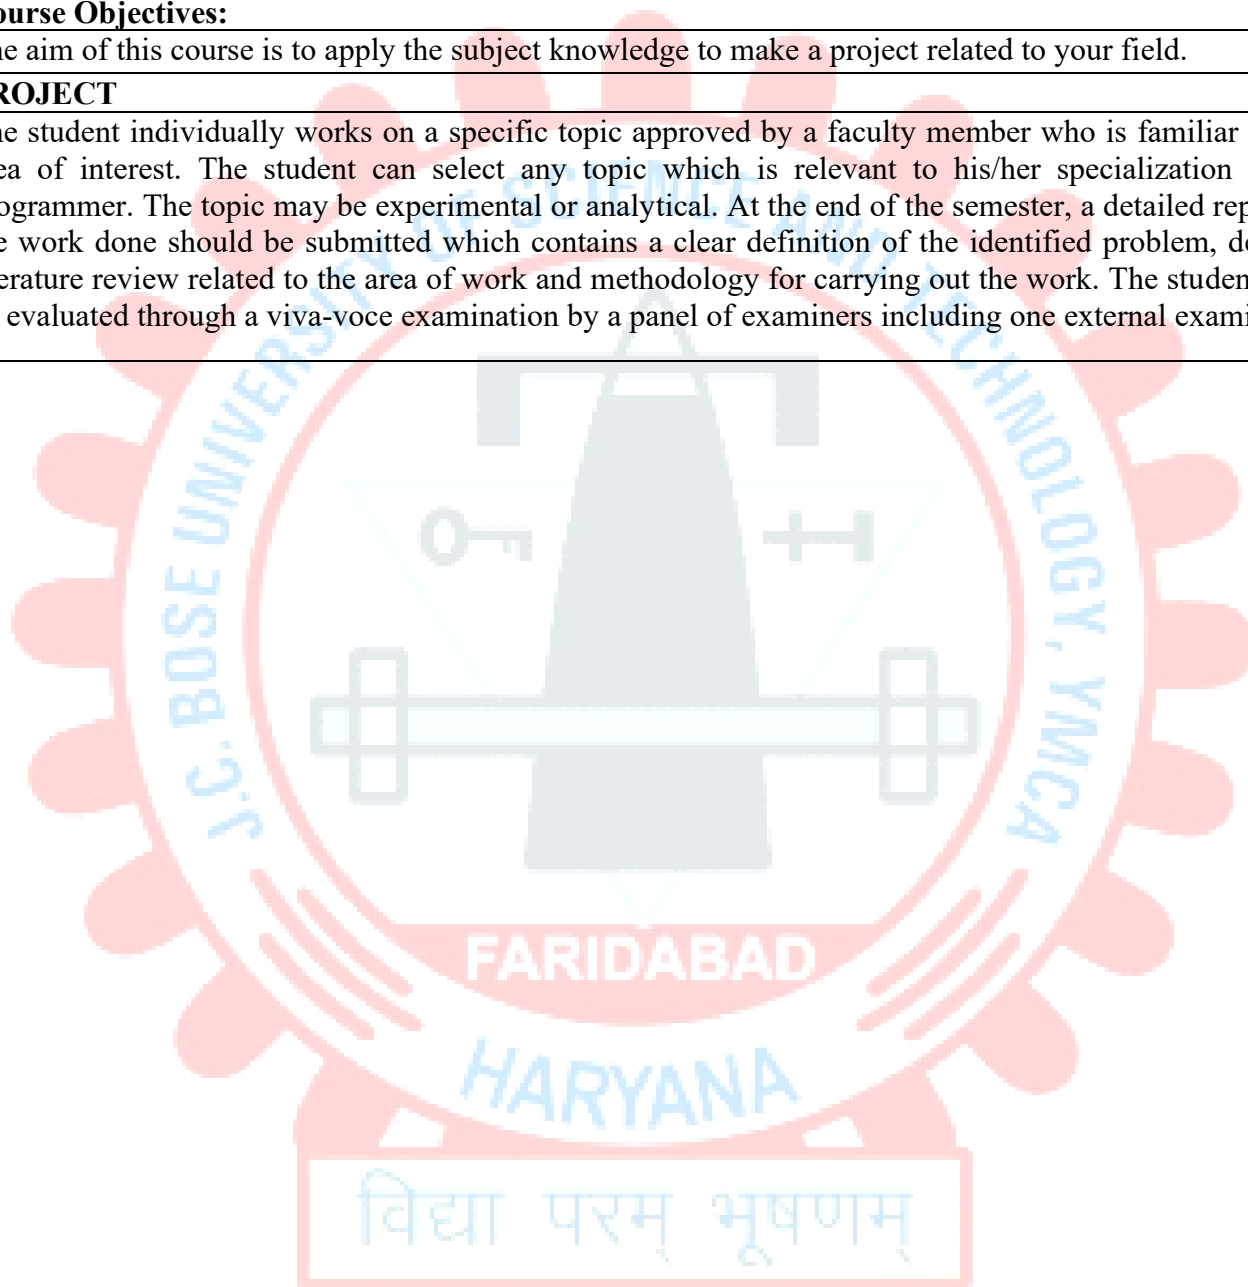 ourse Objectives:
he aim of this course is to apply the subject knowledge to make a project related to your field.
ROJECT
he student individually works on a specific topic approved by a faculty member who is familiar
ea of interest. The student can select any topic which is relevant to his/her specialization
ogrammer. The topic may be experimental or analytical. At the end of the semester, a detailed rep
e work done should be submitted which contains a clear definition of the identified problem, de
erature review related to the area of work and methodology for carrying out the work. The student
evaluated through a viva-voce examination by a panel of examiners including one external exami
J.C. BOSE UNIVERSITY OF SCIENCE AND TECHNOLOGY, YMCA
FARIDABAD
HARYANA
विद्या परम् भूषणम्